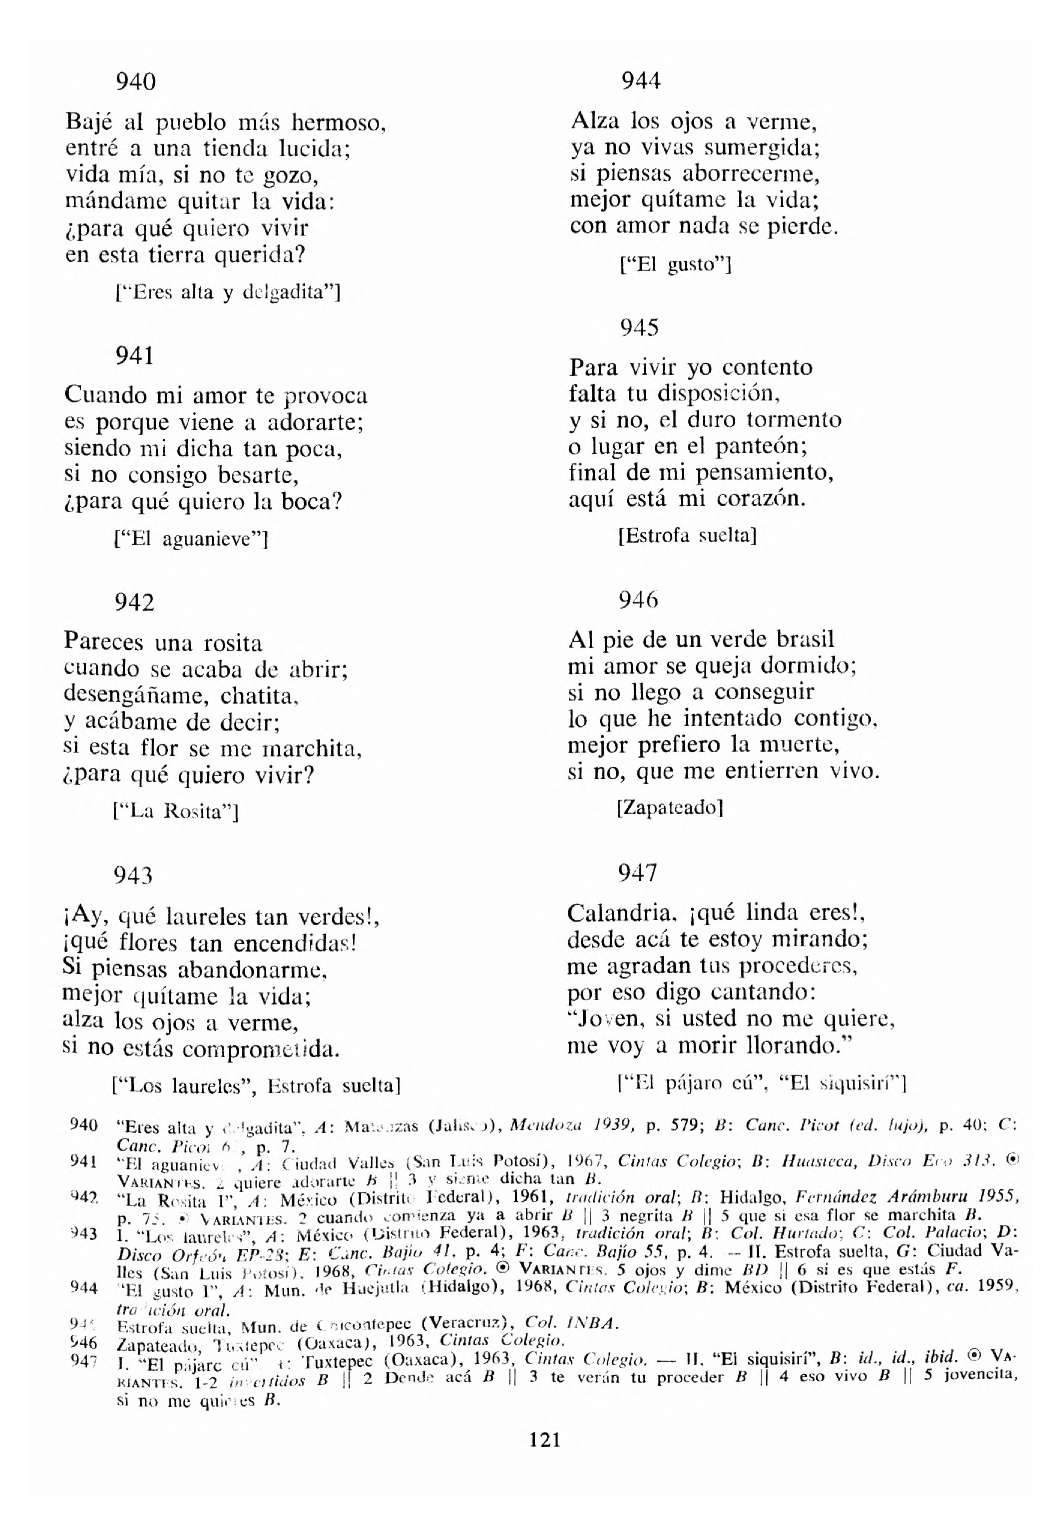 940
Bajé al pueblo más hermoso,
entré a una tienda lucida;
vida mía, si no te gozo,
mándame quitar la vida:
¿para qué quiero vivir
en esta tierra querida?
[“Eres alta y delgadita”]
941
Cuando mi amor te provoca
es porque viene a adorarte;
siendo mi dicha tan poca,
si no consigo besarte,
¿para qué quiero la boca?
[“El aguanieve”]
942
Pareces una rosita
cuando se acaba de abrir;
desengáñame, chatita,
y acábame de decir;
si esta flor se me marchita,
¿para qué quiero vivir?
[“La Rosita”]
943
¡Ay, qué laureles tan verdes!,
¡qué flores tan encendidas!
Si piensas abandonarme,
mejor quítame la vida;
alza los ojos a verme,
si no estás comprometida.
[“Los laureles”, Estrofa suelta]
944
Alza los ojos a verme,
ya no vivas sumergida;
si piensas aborrecerme,
mejor quítame la vida;
con amor nada se pierde.
[“El gusto”]
945
Para vivir yo contento
falta tu disposición,
y si no, el duro tormento
o lugar en el panteón;
final de mi pensamiento,
aquí está mi corazón.
[Estrofa suelta]
946
Al pie de un verde brasil
mi amor se queja dormido;
si no llego a conseguir
lo que he intentado contigo,
mejor prefiero la muerte,
si no, que me entierren vivo.
[Zapateado]
947
Calandria, ¡qué linda eres!,
desde acá te estoy mirando;
me agradan tus procederes,
por eso digo cantando:
“Joven, si usted no me quiere,
me voy a morir llorando.”
[“El pájaro cú”, “El siquisirí”]
940 “Eres alta y delgadita”, A: (Jalisco), Mendoza 1939, p. 579; B: Canc. Picot (ed. lujo), p. 40; C:
Canc. Picot , p. 7.
941 “El aguanieve”, A: Ciudad Valles (San Luis Potosí), 1967, Cintas Colegio; B: Huasteca, Disco Eco 313. ⊙
VARIANTES. 2 quiere adorarte B || 3 y siento dicha tan B.
942 “La Rosita I”, A: México (Distrito Federal), 1961, tradición oral; B: Hidalgo, Fernández Arámburu 1955,
p. VARIANTES. 2 cuando comienza ya a abrir B || 3 negrita B || 5 que si esa flor se marchita B.
943 I. “Los laureles”, A: México (Distrito Federal), 1963, tradición oral; B: Col. Hurtado; C: Col. Palacio; D:
Disco Orfeón EP-28; E: Canc. Bajío 41, p. 4; F: Canc. Bajío 55, p. 4. — II. Estrofa suelta, G: Ciudad Va-
lles (San Luis Potosí), 1968, Cintas Colegio. ⊙ VARIANTES. 5 ojos y dime BD || 6 si es que estás F.
944 “El gusto I”, A: Mun. de Huejutla (Hidalgo), 1968, Cintas Colegio; B: México (Distrito Federal), ca. 1959,
tradición oral.
945 Estrofa suelta, Mun. de Chicontepec (Veracruz), Col. INBA.
946 Zapateado, Tuxtepec (Oaxaca), 1963, Cintas Colegio.
947 I. “El pájaro cú” A: Tuxtepec (Oaxaca), 1963, Cintas Colegio. — II. “El siquisirí”, B: id., id., ibid. ⊙ VA-
RIANTES. 1-2 invertidos B || 2 Dende acá B || 3 te verán tu proceder B || 4 eso vivo B || 5 jovencita,
si no me quieres B.
121